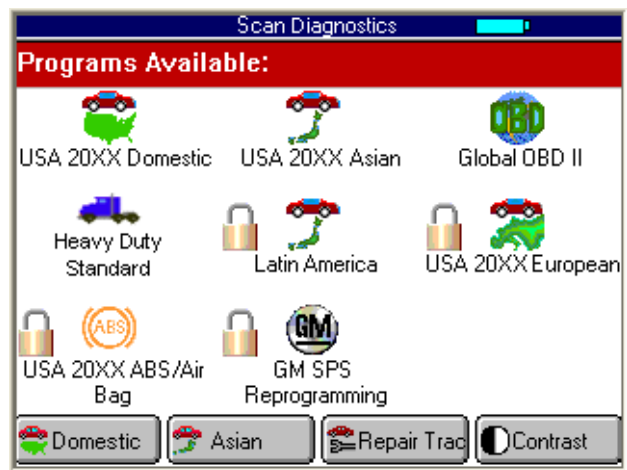 Scan Diagnostics
Programs Available:
OBD
USA 20XX Domestic
USA 20XX Asian
Global OBD II
Heavy Duty
Standard
Latin America
USA 20XX European
ABS
GM
USA 20XX ABS/Air
Bag
GM SPS
Reprogramming
Domestic
Asian
Repair Trac
Contrast